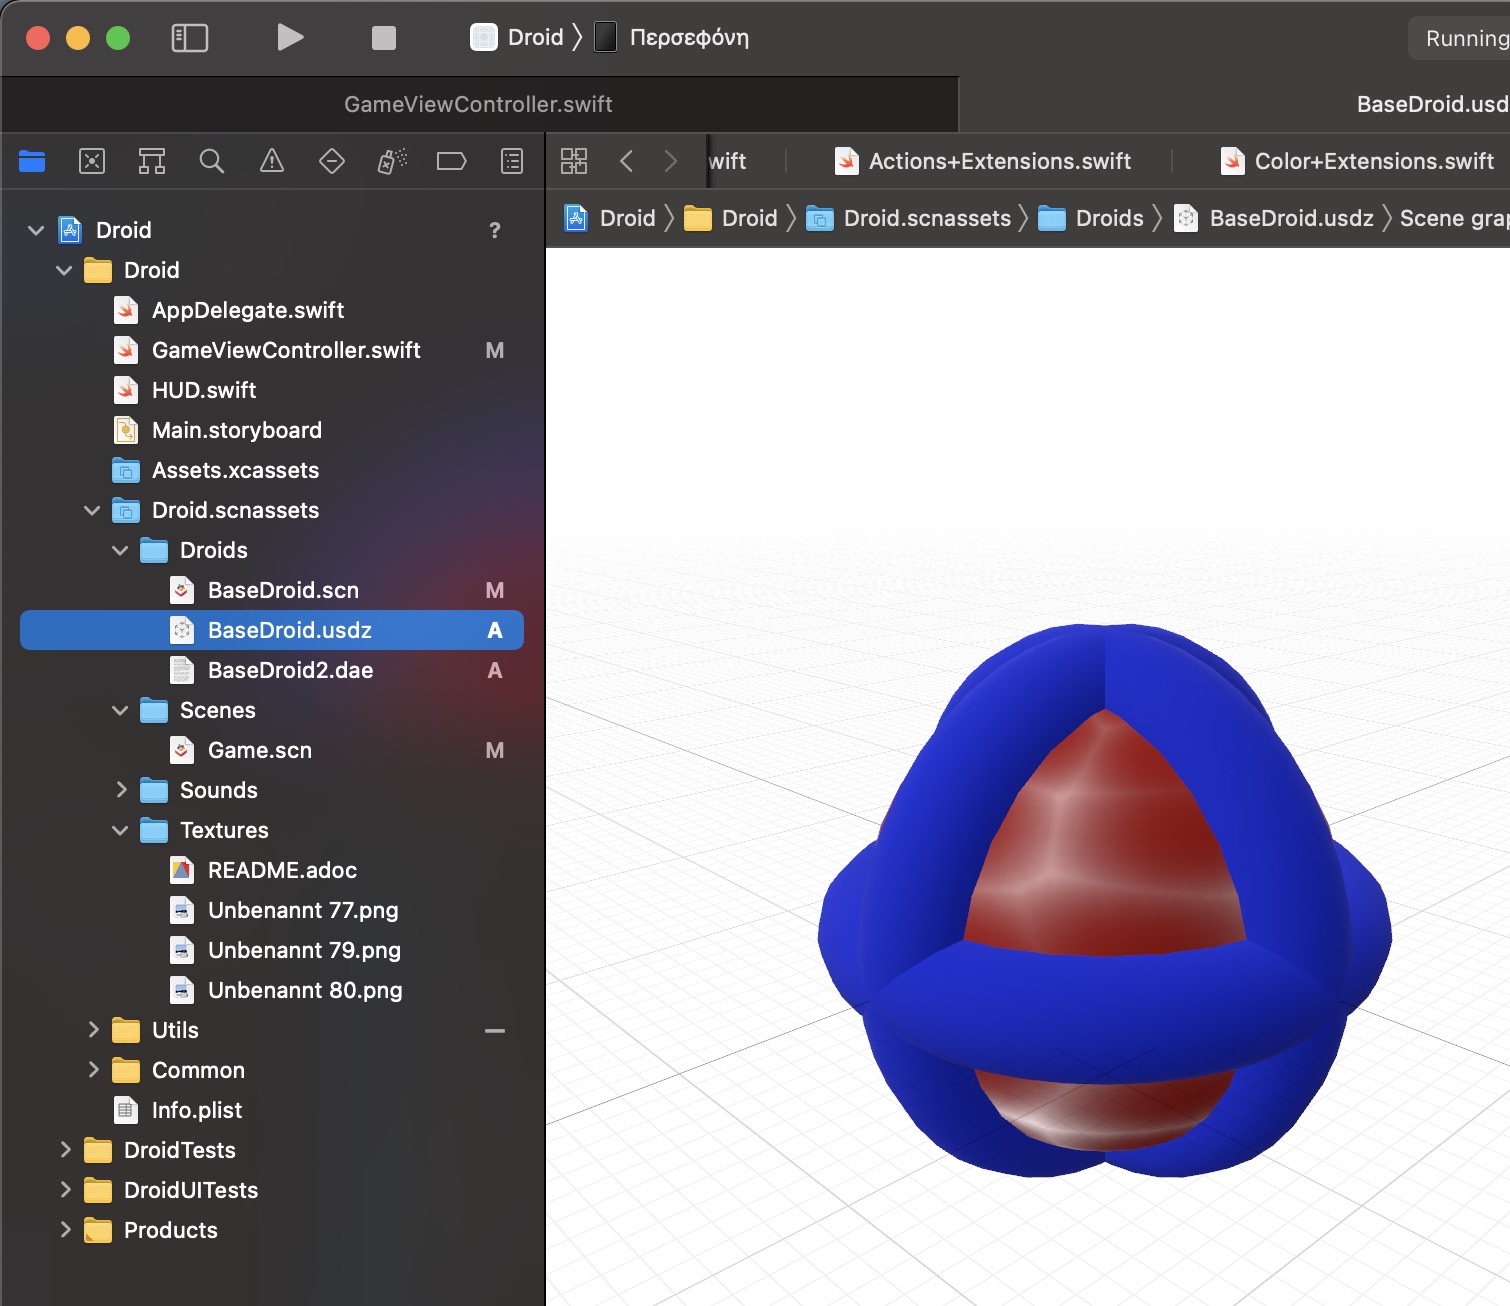 Droid Περσεφόνη Running
GameViewController.swift BaseDroid.usd
wift Actions+Extensions.swift Color+Extensions.swift
Droid Droid Droid.scnassets Droids BaseDroid.usdz Scene grap
Droid ?
Droid
AppDelegate.swift
GameViewController.swift M
HUD.swift
Main.storyboard
Assets.xcassets
Droid.scnassets
Droids
BaseDroid.scn M
BaseDroid.usdz A
BaseDroid2.dae A
Scenes
Game.scn M
Sounds
Textures
README.adoc
Unbenannt 77.png
Unbenannt 79.png
Unbenannt 80.png
Utils
Common
Info.plist
DroidTests
DroidUITests
Products